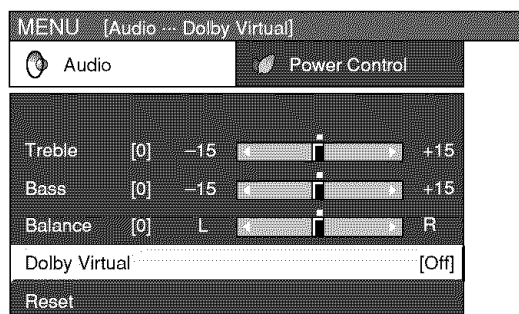 MENU [Audio ··· Dolby Virtual]
Audio Power Control
Treble [0] –15 +15
Bass [0] –15 +15
Balance [0] L R
Dolby Virtual [Off]
Reset